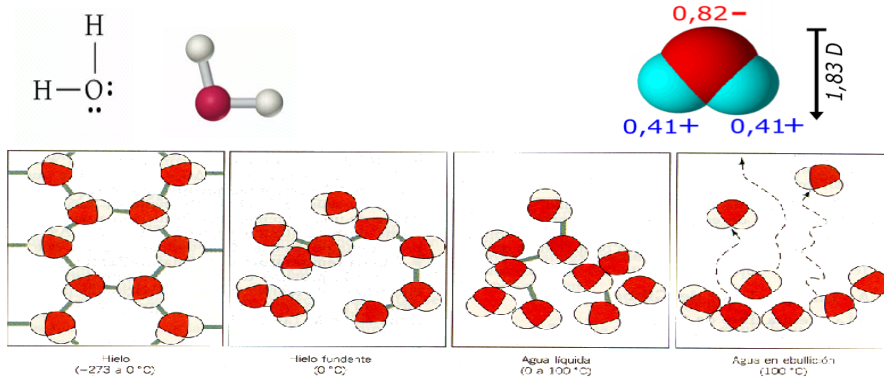 H
H–O:
0,82–
1,83 D
0,41+ 0,41+
Hielo
(–273 a 0 °C)
Hielo fundente
(0 °C)
Agua líquida
(0 a 100 °C)
Agua en ebullición
(100 °C)